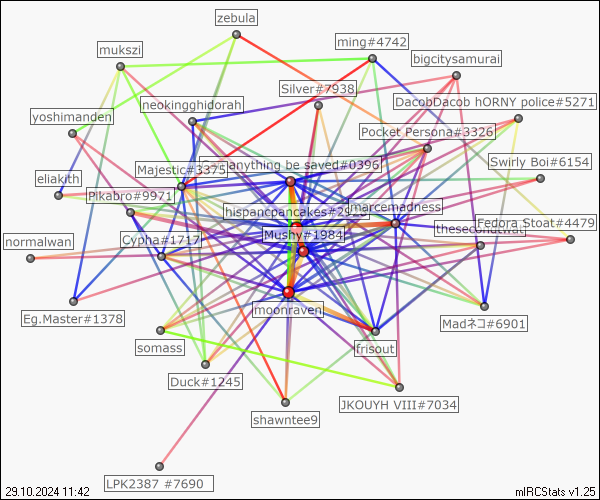 zebula
ming#4742
mukszi
bigcitysamurai
Silver#7938
DacobDacob hORNY police#5271
neokingghidorah
yoshimanden
Pocket Persona#3326
Majestic#3375
anything be saved#0396
Swirly Boi#6154
eliakith
Pikabro#9971
marcemadness
hispancpancakes#
Fedora Stoat#4479
Mushy#1984
normalwan
Cypha#1717
moonraven
Eg.Master#1378
Madネコ#6901
somass
frisout
Duck#1245
JKOUYH VIII#7034
shawntee9
LPK2387 #7690
29.10.2024 11:42
mIRCStats v1.25